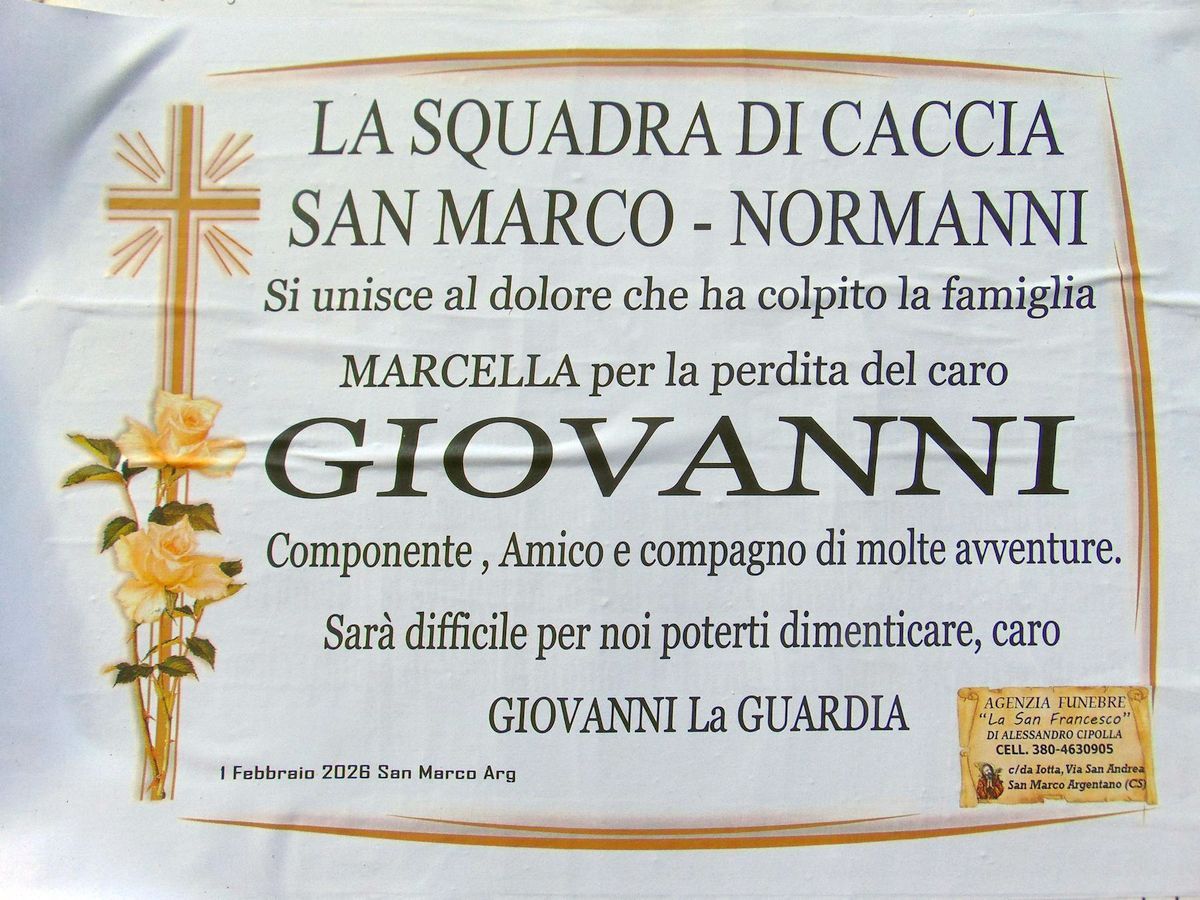 LA SQUADRA DI CACCIA
SAN MARCO - NORMANNI
Si unisce al dolore che ha colpito la famiglia
MARCELLA per la perdita del caro
GIOVANNI
Componente , Amico e compagno di molte avventure.
Sarà difficile per noi poterti dimenticare, caro
GIOVANNI La GUARDIA
1 Febbraio 2026 San Marco Arg
AGENZIA FUNEBRE
“La San Francesco”
DI ALESSANDRO CIPOLLA
CELL. 380-4630905
c/da Iotta, Via San Andrea
San Marco Argentano (CS)